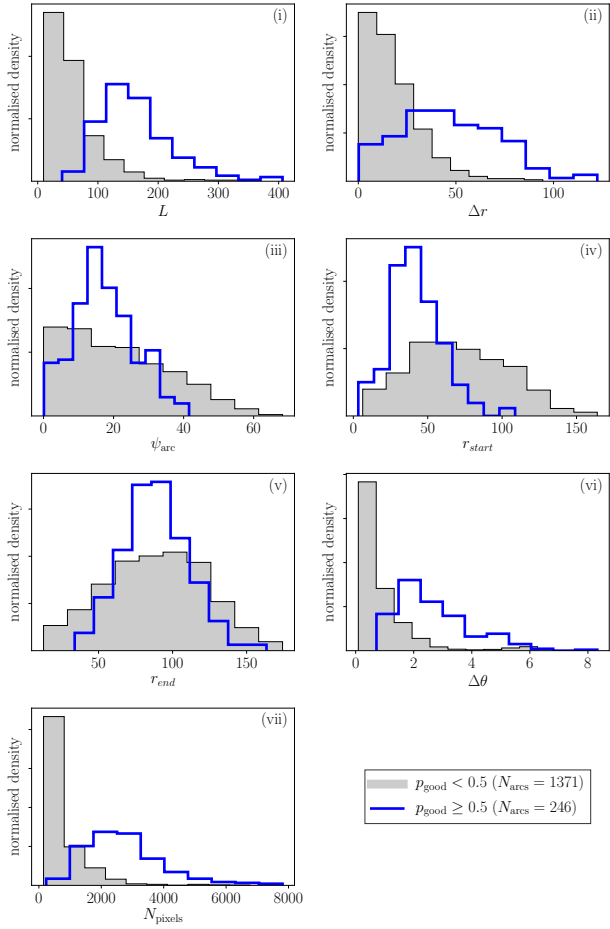 (i)
normalised density
0 100 200 300 400
L
(ii)
normalised density
0 50 100
Δr
(iii)
normalised density
0 20 40 60
ψ_arc
(iv)
normalised density
0 50 100 150
r_start
(v)
normalised density
50 100 150
r_end
(vi)
normalised density
0 2 4 6 8
Δθ
(vii)
normalised density
0 2000 4000 6000 8000
N_pixels
p_good < 0.5 (N_arcs = 1371)
p_good ≥ 0.5 (N_arcs = 246)